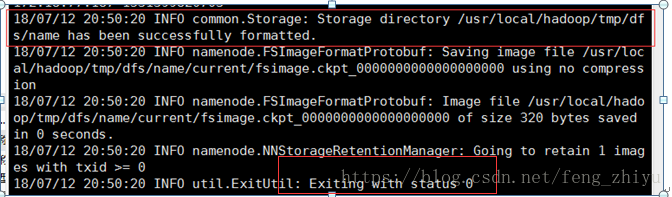 18/07/12 20:50:20 INFO common.Storage: Storage directory /usr/local/hadoop/tmp/df
s/name has been successfully formatted.
18/07/12 20:50:20 INFO namenode.FSImageFormatProtobuf: Saving image file /usr/loc
al/hadoop/tmp/dfs/name/current/fsimage.ckpt_0000000000000000000 using no compress
ion
18/07/12 20:50:20 INFO namenode.FSImageFormatProtobuf: Image file /usr/local/hado
op/tmp/dfs/name/current/fsimage.ckpt_0000000000000000000 of size 320 bytes saved
in 0 seconds.
18/07/12 20:50:20 INFO namenode.NNStorageRetentionManager: Going to retain 1 imag
es with txid >= 0
18/07/12 20:50:20 INFO util.ExitUtil: Exiting with status 0
https://blog.csdn.net/feng_zhiyu